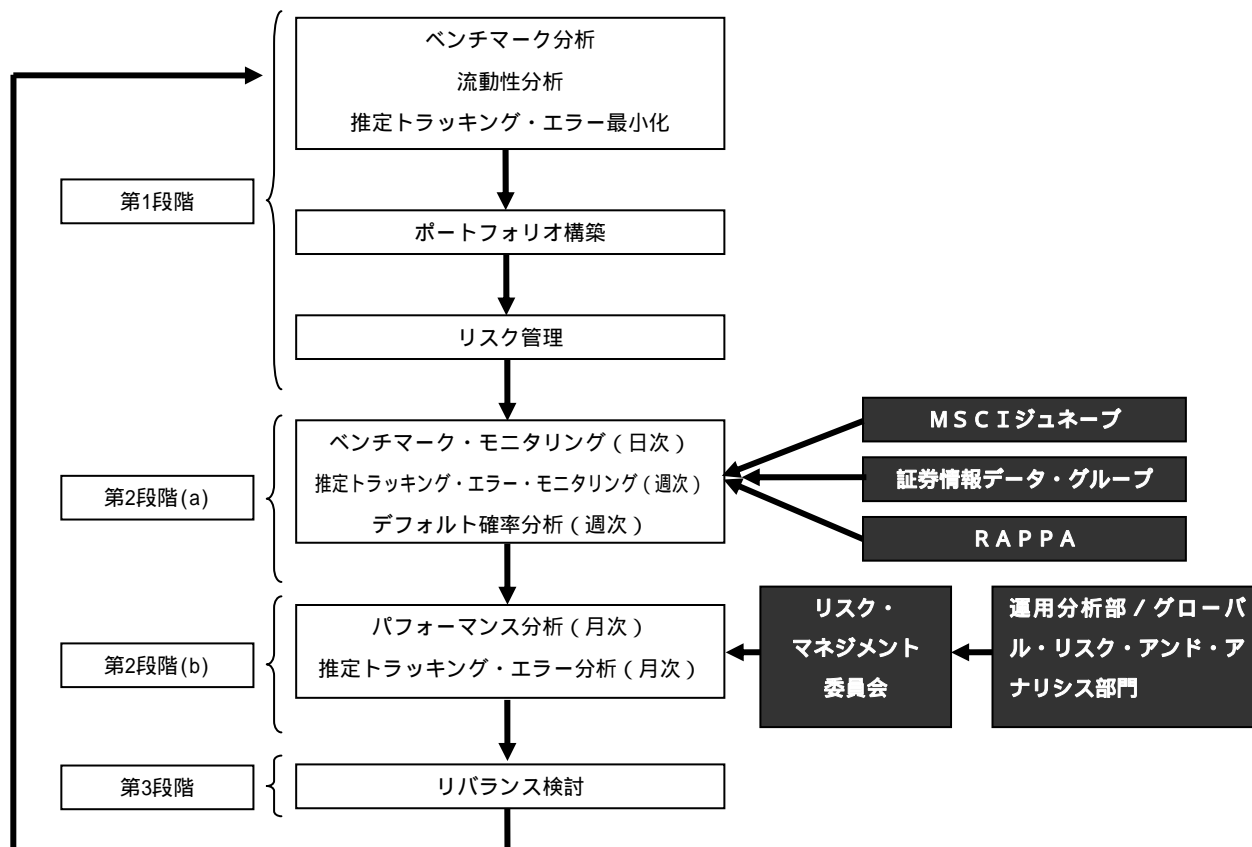 ベンチマーク分析
流動性分析
推定トラッキング・エラー最小化
第1段階
ポートフォリオ構築
リスク管理
第2段階(a)
ベンチマーク・モニタリング(日次)
推定トラッキング・エラー・モニタリング(週次)
デフォルト確率分析(週次)
MSCIジュネーブ
証券情報データ・グループ
RAPPA
第2段階(b)
パフォーマンス分析(月次)
推定トラッキング・エラー分析(月次)
リスク・
マネジメント
委員会
運用分析部/グローバ
ル・リスク・アンド・ア
ナリシス部門
第3段階
リバランス検討